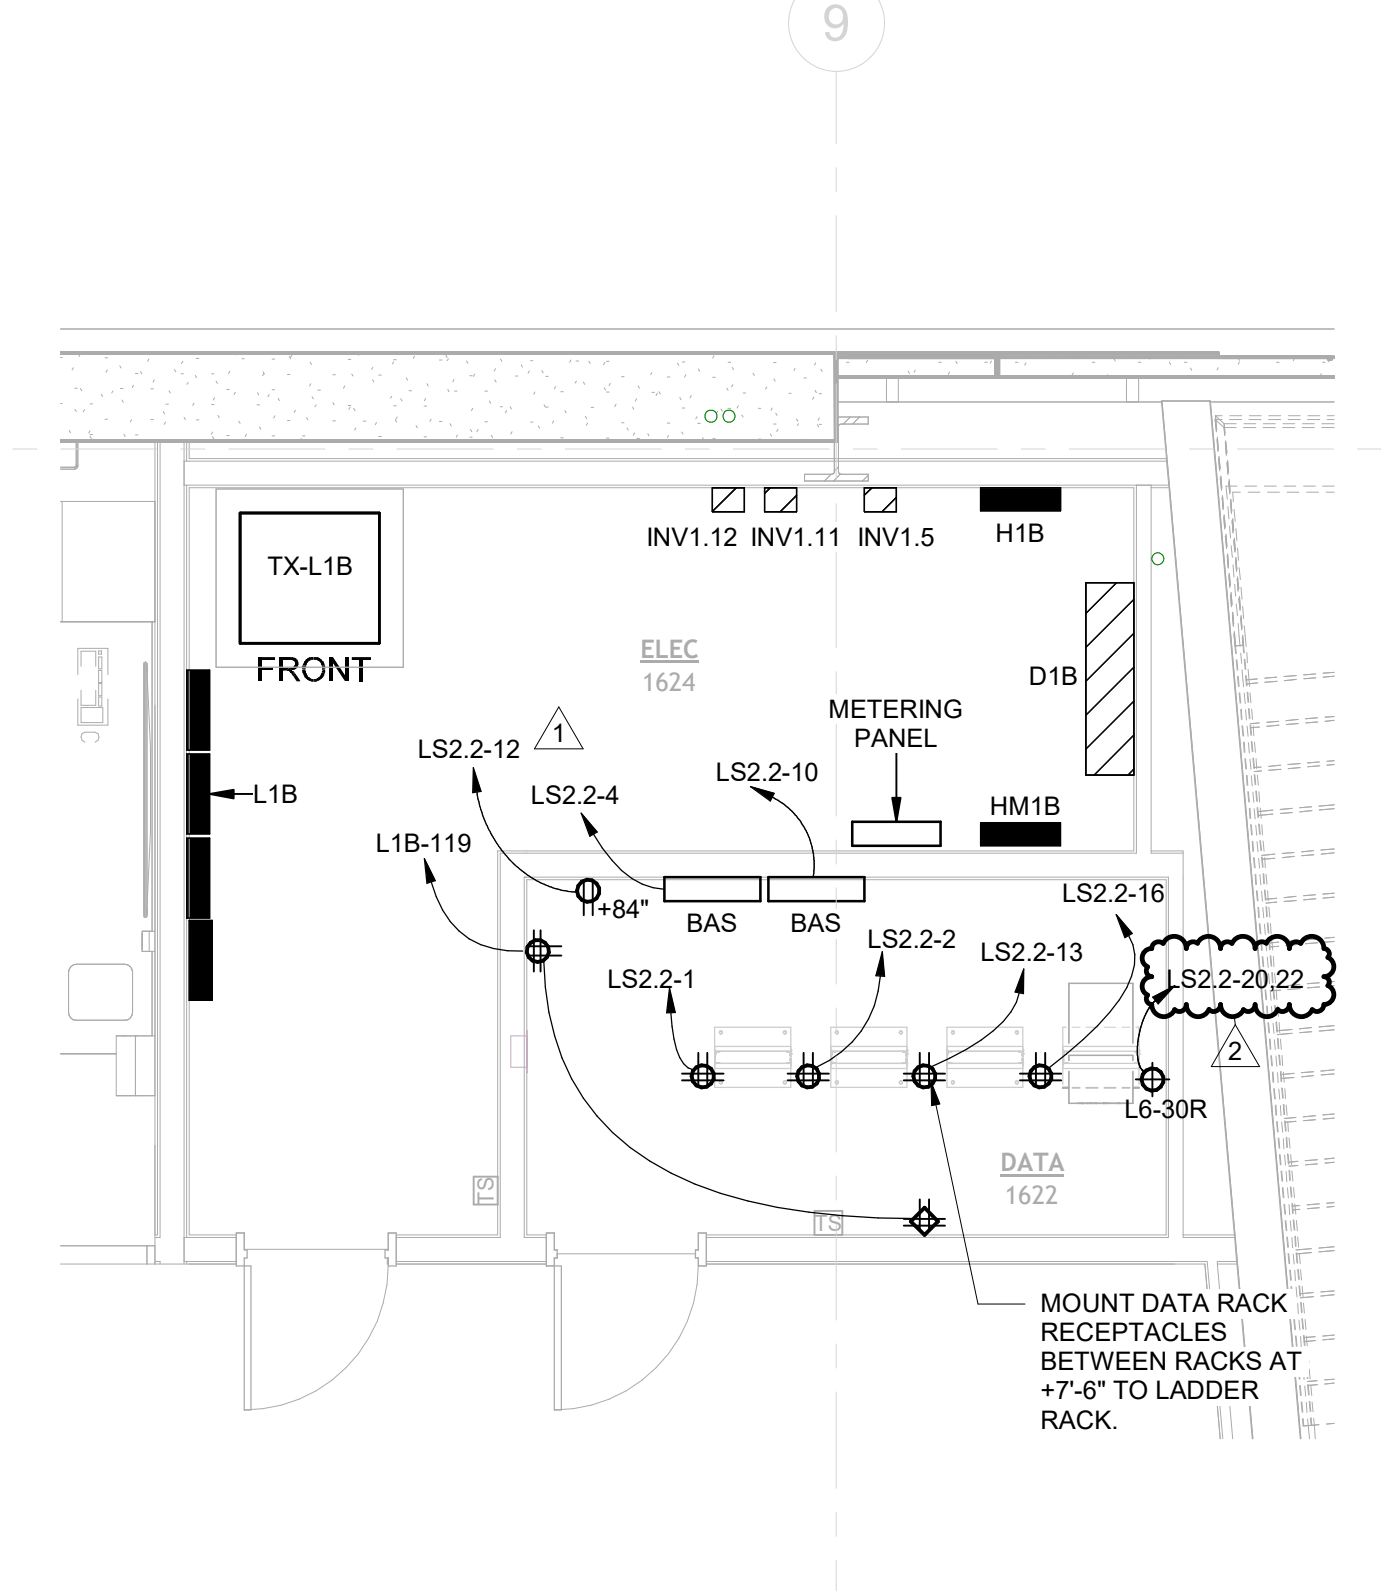 9
INV1.12
INV1.11
INV1.5
H1B
TX-L1B
FRONT
ELEC
1624
D1B
METERING
PANEL
1
LS2.2-12
LS2.2-10
LS2.2-4
L1B
HM1B
L1B-119
+84"
BAS
BAS
LS2.2-16
LS2.2-2
LS2.2-13
LS2.2-1
LS2.2-20,22
2
L6-30R
DATA
1622
TS
TS
MOUNT DATA RACK
RECEPTACLES
BETWEEN RACKS AT
+7'-6" TO LADDER
RACK.